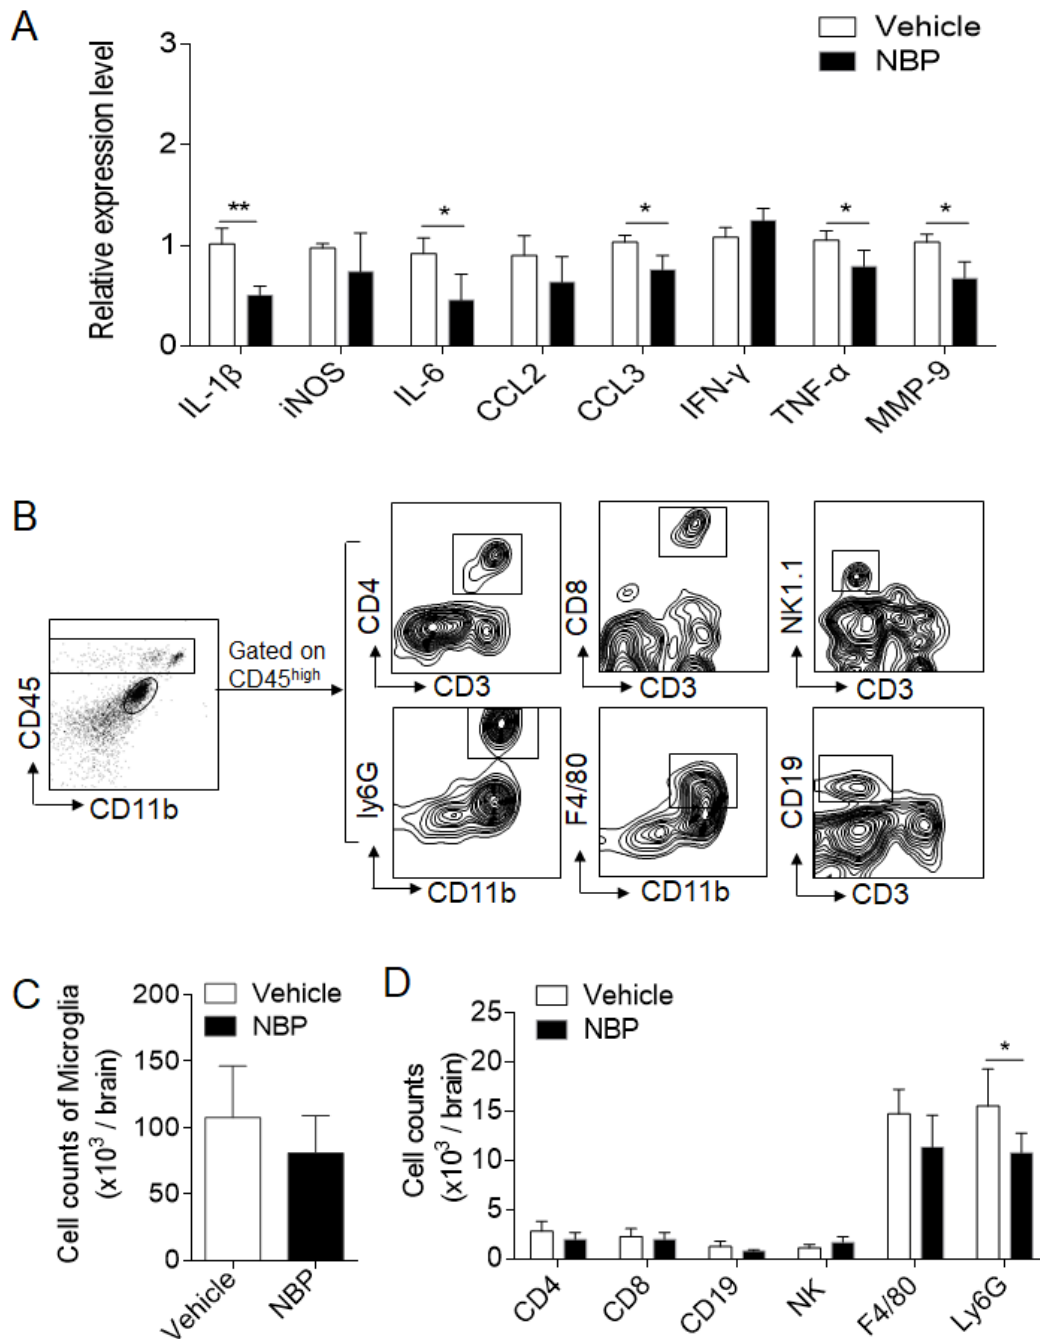 A
Vehicle
NBP
Relative expression level
3
2
1
0
** * * * *
IL-1β iNOS IL-6 CCL2 CCL3 IFN-γ TNF-α MMP-9
B
CD45
CD11b
Gated on
CD45high
CD4
CD3
CD8
CD3
NK1.1
CD3
ly6G
CD11b
F4/80
CD11b
CD19
CD3
C
Vehicle
NBP
Cell counts of Microglia
(x10³ / brain)
200
150
100
50
0
Vehicle NBP
D
Vehicle
NBP
Cell counts
(x10³ / brain)
25
20
15
10
5
0
*
CD4 CD8 CD19 NK F4/80 Ly6G